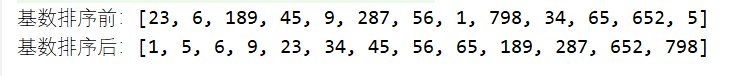 基数排序前：[23, 6, 189, 45, 9, 287, 56, 1, 798, 34, 65, 652, 5]
基数排序后：[1, 5, 6, 9, 23, 34, 45, 56, 65, 189, 287, 652, 798]